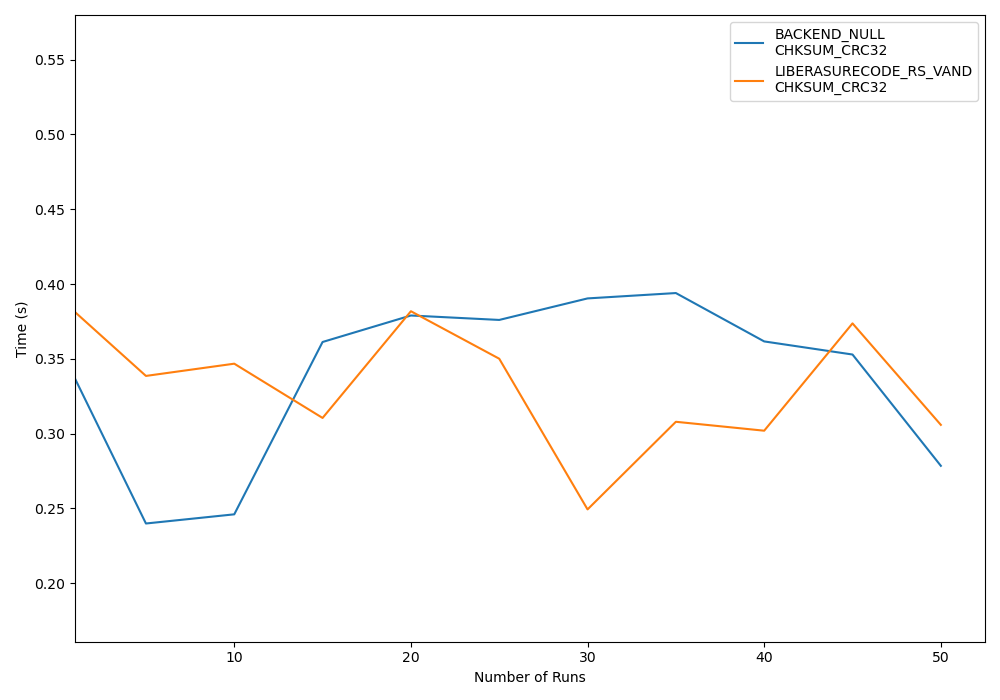 BACKEND_NULL
CHKSUM_CRC32
LIBERASURECODE_RS_VAND
CHKSUM_CRC32
0.55
0.50
0.45
0.40
0.35
0.30
0.25
0.20
Time (s)
10 20 30 40 50
Number of Runs